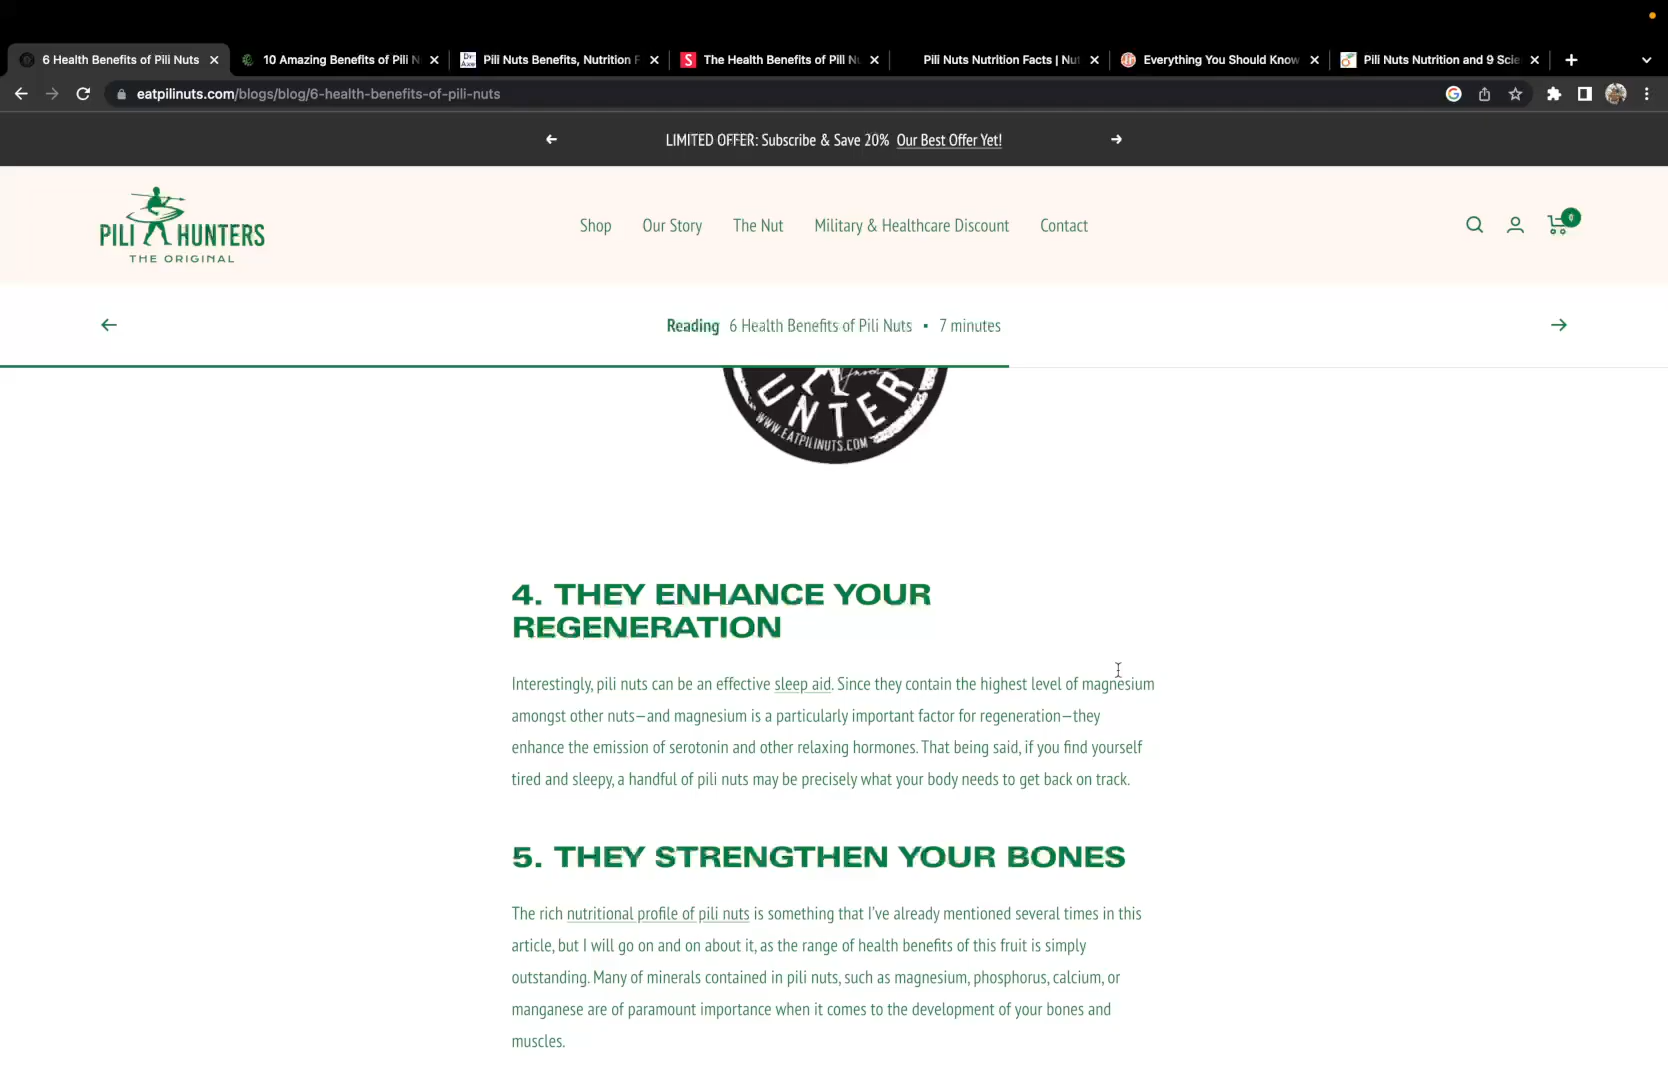 6 Health Benefits of Pili Nuts
10 Amazing Benefits of Pili N
Dr. Axe
Pili Nuts Benefits, Nutrition F
S
The Health Benefits of Pili Nu
Pili Nuts Nutrition Facts | Nut
Everything You Should Know
Pili Nuts Nutrition and 9 Scie
eatpilinuts.com/blogs/blog/6-health-benefits-of-pili-nuts
LIMITED OFFER: Subscribe & Save 20% Our Best Offer Yet!
PILI HUNTERS
THE ORIGINAL
Shop
Our Story
The Nut
Military & Healthcare Discount
Contact
Reading 6 Health Benefits of Pili Nuts • 7 minutes
UNTER
WWW.EATPILINUTS.COM
4. THEY ENHANCE YOUR
REGENERATION
Interestingly, pili nuts can be an effective sleep aid. Since they contain the highest level of magnesium
amongst other nuts—and magnesium is a particularly important factor for regeneration—they
enhance the emission of serotonin and other relaxing hormones. That being said, if you find yourself
tired and sleepy, a handful of pili nuts may be precisely what your body needs to get back on track.
5. THEY STRENGTHEN YOUR BONES
The rich nutritional profile of pili nuts is something that I've already mentioned several times in this
article, but I will go on and on about it, as the range of health benefits of this fruit is simply
outstanding. Many of minerals contained in pili nuts, such as magnesium, phosphorus, calcium, or
manganese are of paramount importance when it comes to the development of your bones and
muscles.